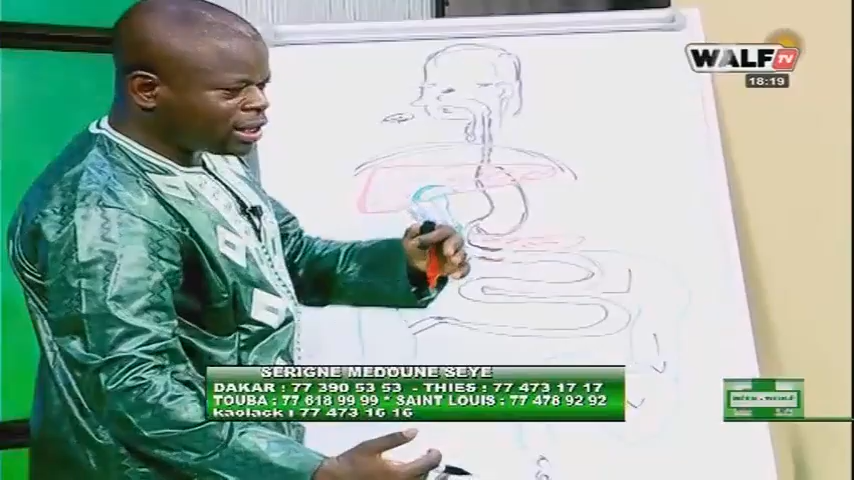 WALF TV
18:19
SERIGNE MEDOUNE SEYE
DAKAR : 77 390 53 53 - THIES : 77 473 17 17
TOUBA : 77 618 99 99 * SAINT LOUIS : 77 478 92 92
kaolack : 77 473 16 16